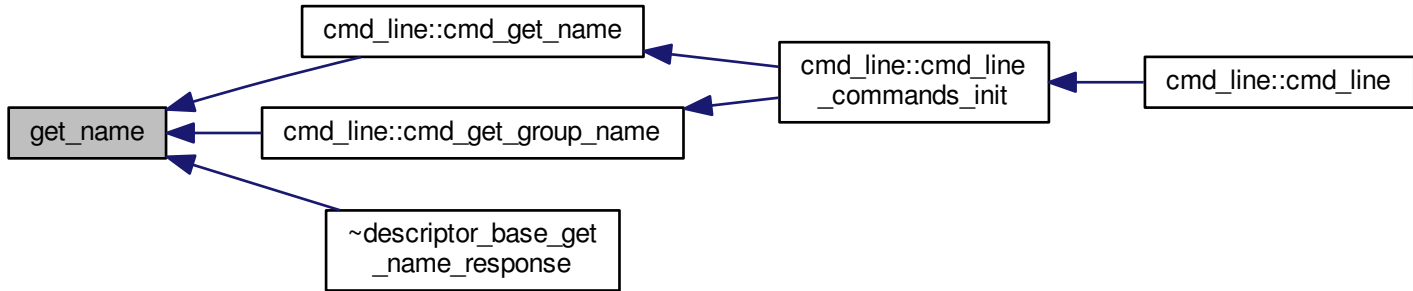 get_name
cmd_line::cmd_get_name
cmd_line::cmd_get_group_name
~descriptor_base_get
_name_response
cmd_line::cmd_line
_commands_init
cmd_line::cmd_line